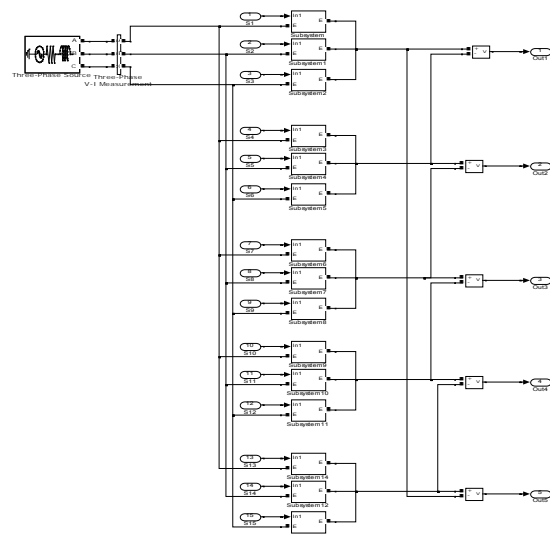 1 S1 In1 E E Subsystem
2 S2 In1 E E Subsystem1
3 S3 In1 E E Subsystem2
A
B
C
Three-Phase Source
Three-Phase
V-I Measurement
+ - v 1 Out1
4 S4 In1 E E Subsystem3
5 S5 In1 E E Subsystem4
6 S6 In1 E E Subsystem5
+ - v 2 Out2
7 S7 In1 E E Subsystem6
8 S8 In1 E E Subsystem7
9 S9 In1 E E Subsystem8
+ - v 3 Out3
10 S10 In1 E E Subsystem9
11 S11 In1 E E Subsystem10
12 S12 In1 E E Subsystem11
+ - v 4 Out4
13 S13 In1 E E Subsystem14
14 S14 In1 E E Subsystem12
15 S15 In1 E E Subsystem13
+ - v 5 Out5